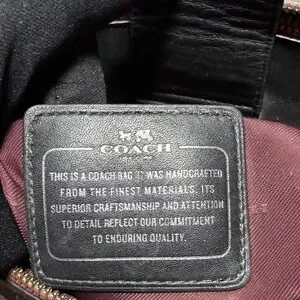 COACH
THIS IS A COACH BAG. IT WAS HANDCRAFTED
FROM THE FINEST MATERIALS. ITS
SUPERIOR CRAFTSMANSHIP AND ATTENTION
TO DETAIL REFLECT OUR COMMITMENT
TO ENDURING QUALITY.